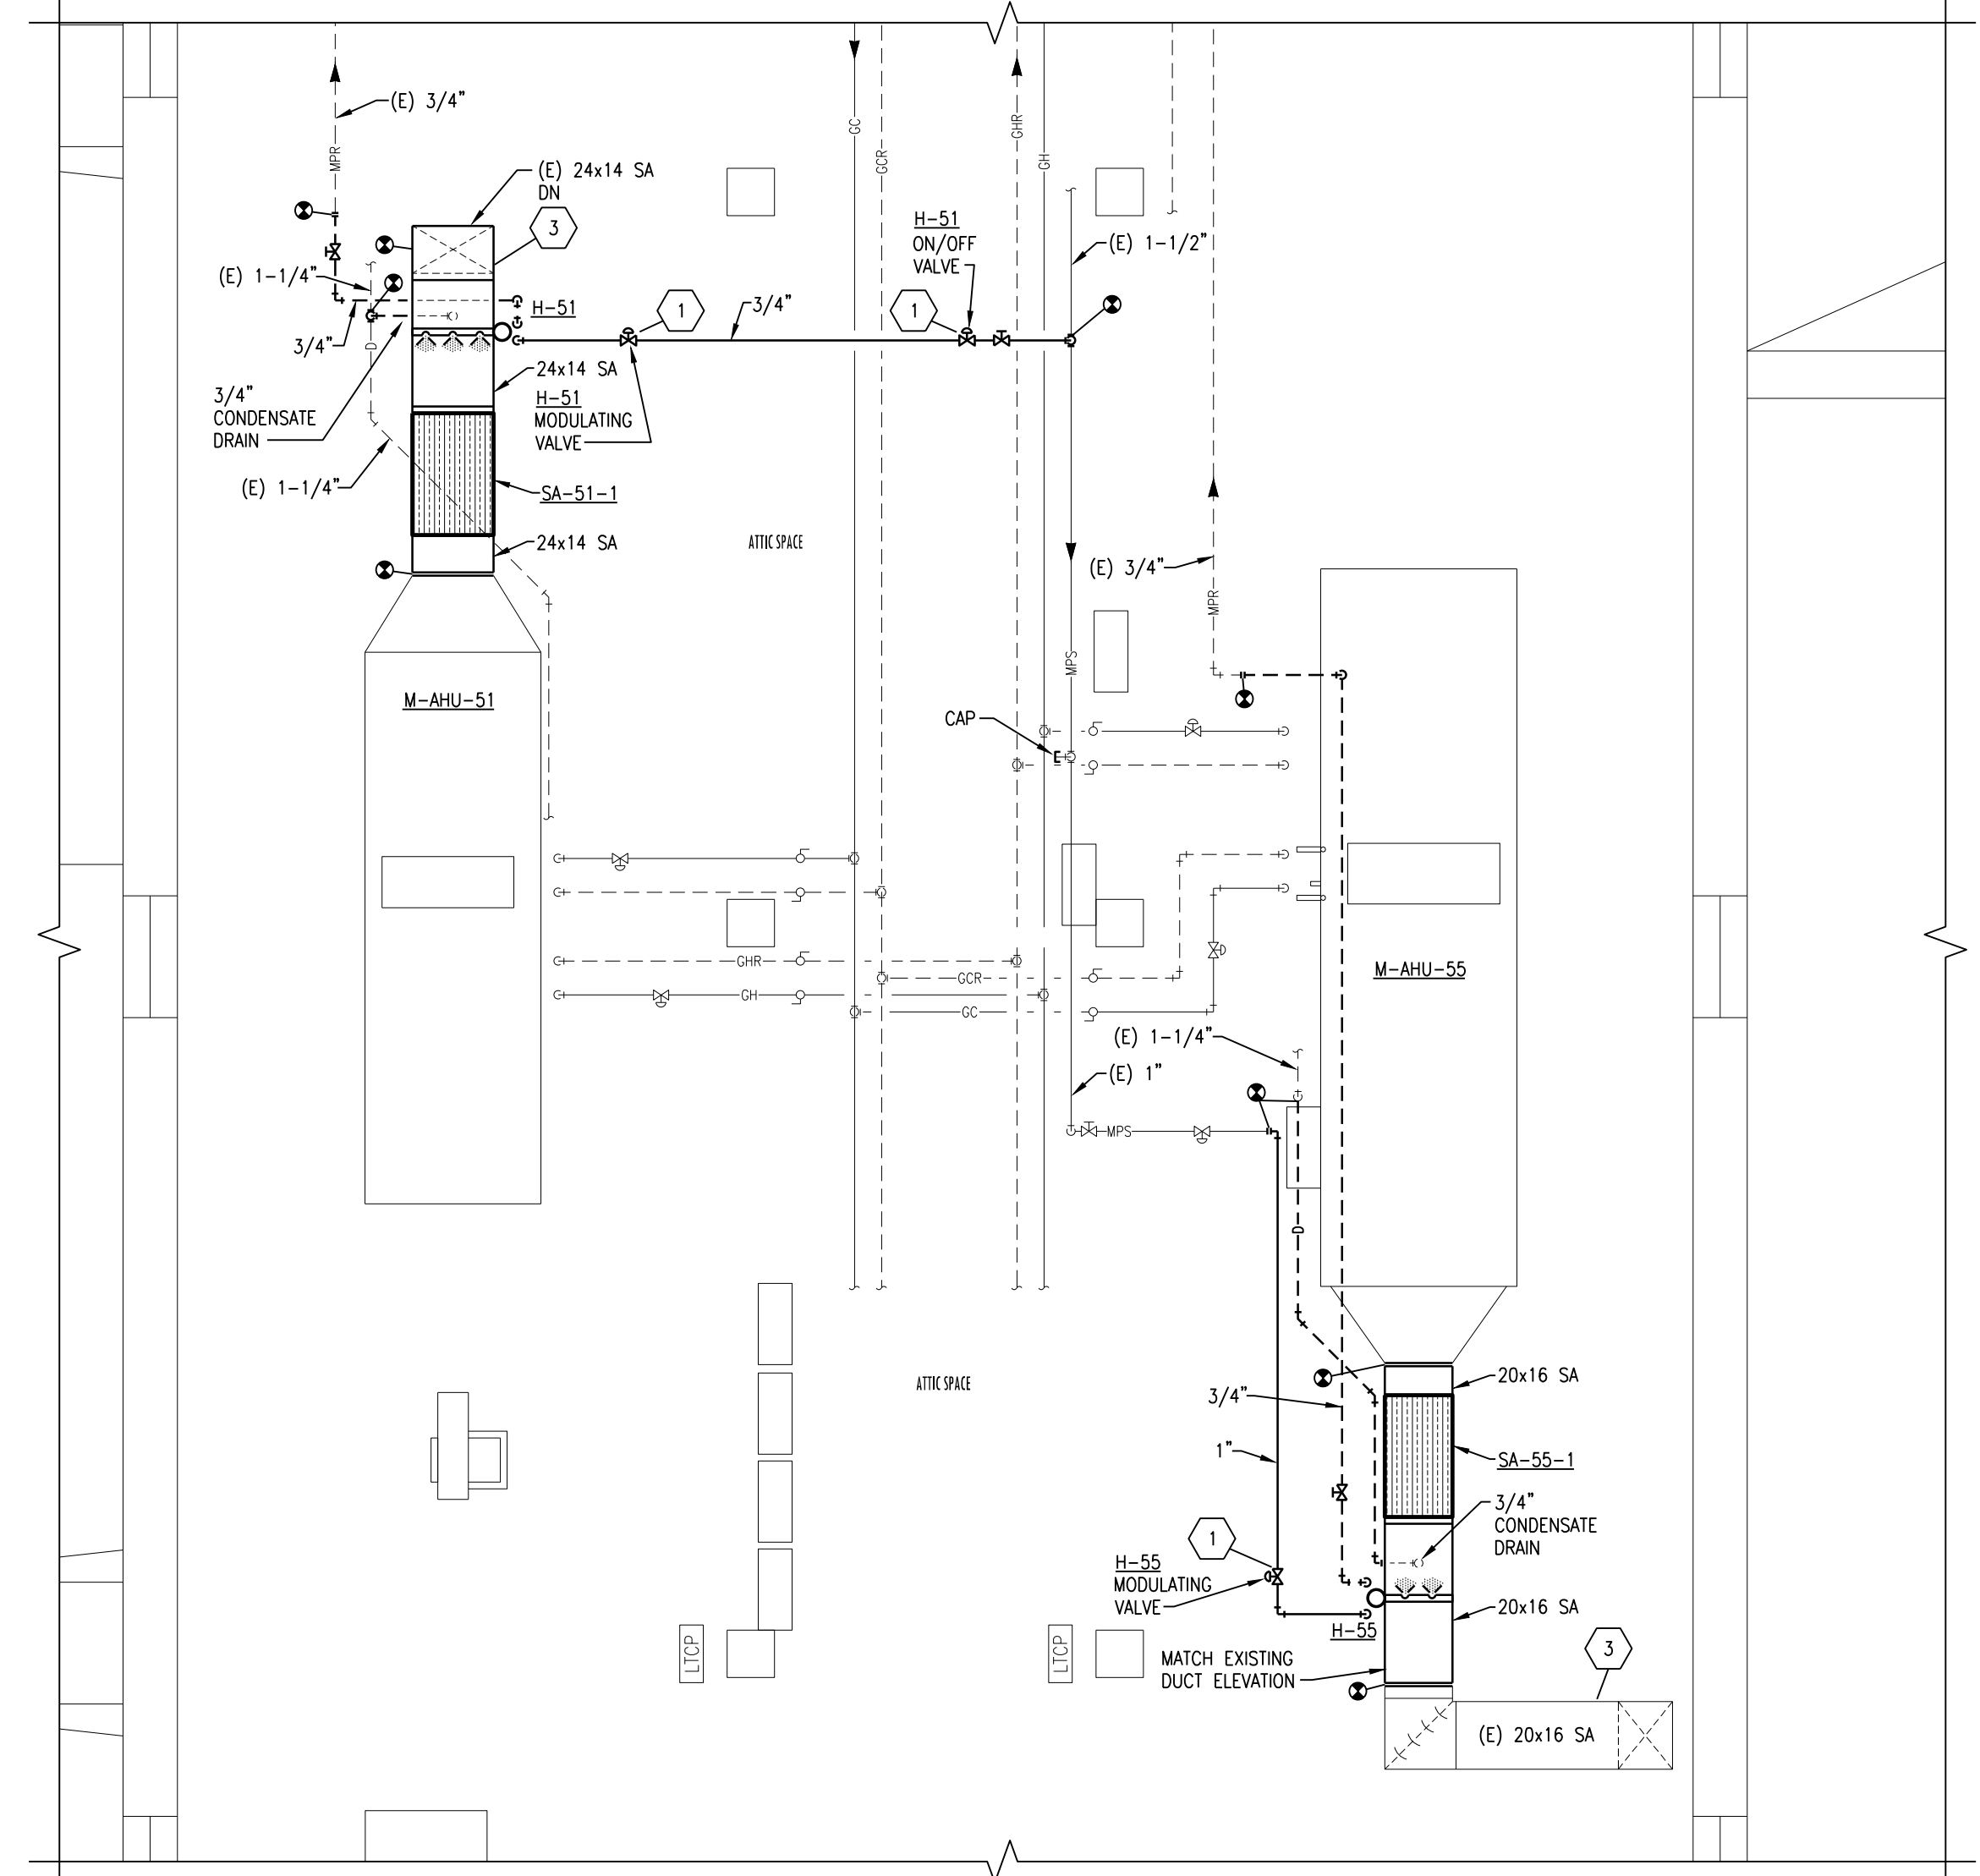 (E) 3/4"
MPR
(E) 24x14 SA
DN
3
(E) 1-1/4"
3/4"
D
H-51
1
3/4"
1
H-51
ON/OFF
VALVE
GC
GCR
GHR
GH
(E) 1-1/2"
3/4"
CONDENSATE
DRAIN
24x14 SA
H-51
MODULATING
VALVE
(E) 1-1/4"
SA-51-1
24x14 SA
ATTIC SPACE
(E) 3/4"
MPR
MPS
M-AHU-51
CAP
GHR
GCR
GH
GC
M-AHU-55
(E) 1-1/4"
(E) 1"
MPS
D
ATTIC SPACE
20x16 SA
3/4"
1"
SA-55-1
3/4"
CONDENSATE
DRAIN
1
H-55
MODULATING
VALVE
20x16 SA
H-55
LTCP
LTCP
MATCH EXISTING
DUCT ELEVATION
3
(E) 20x16 SA